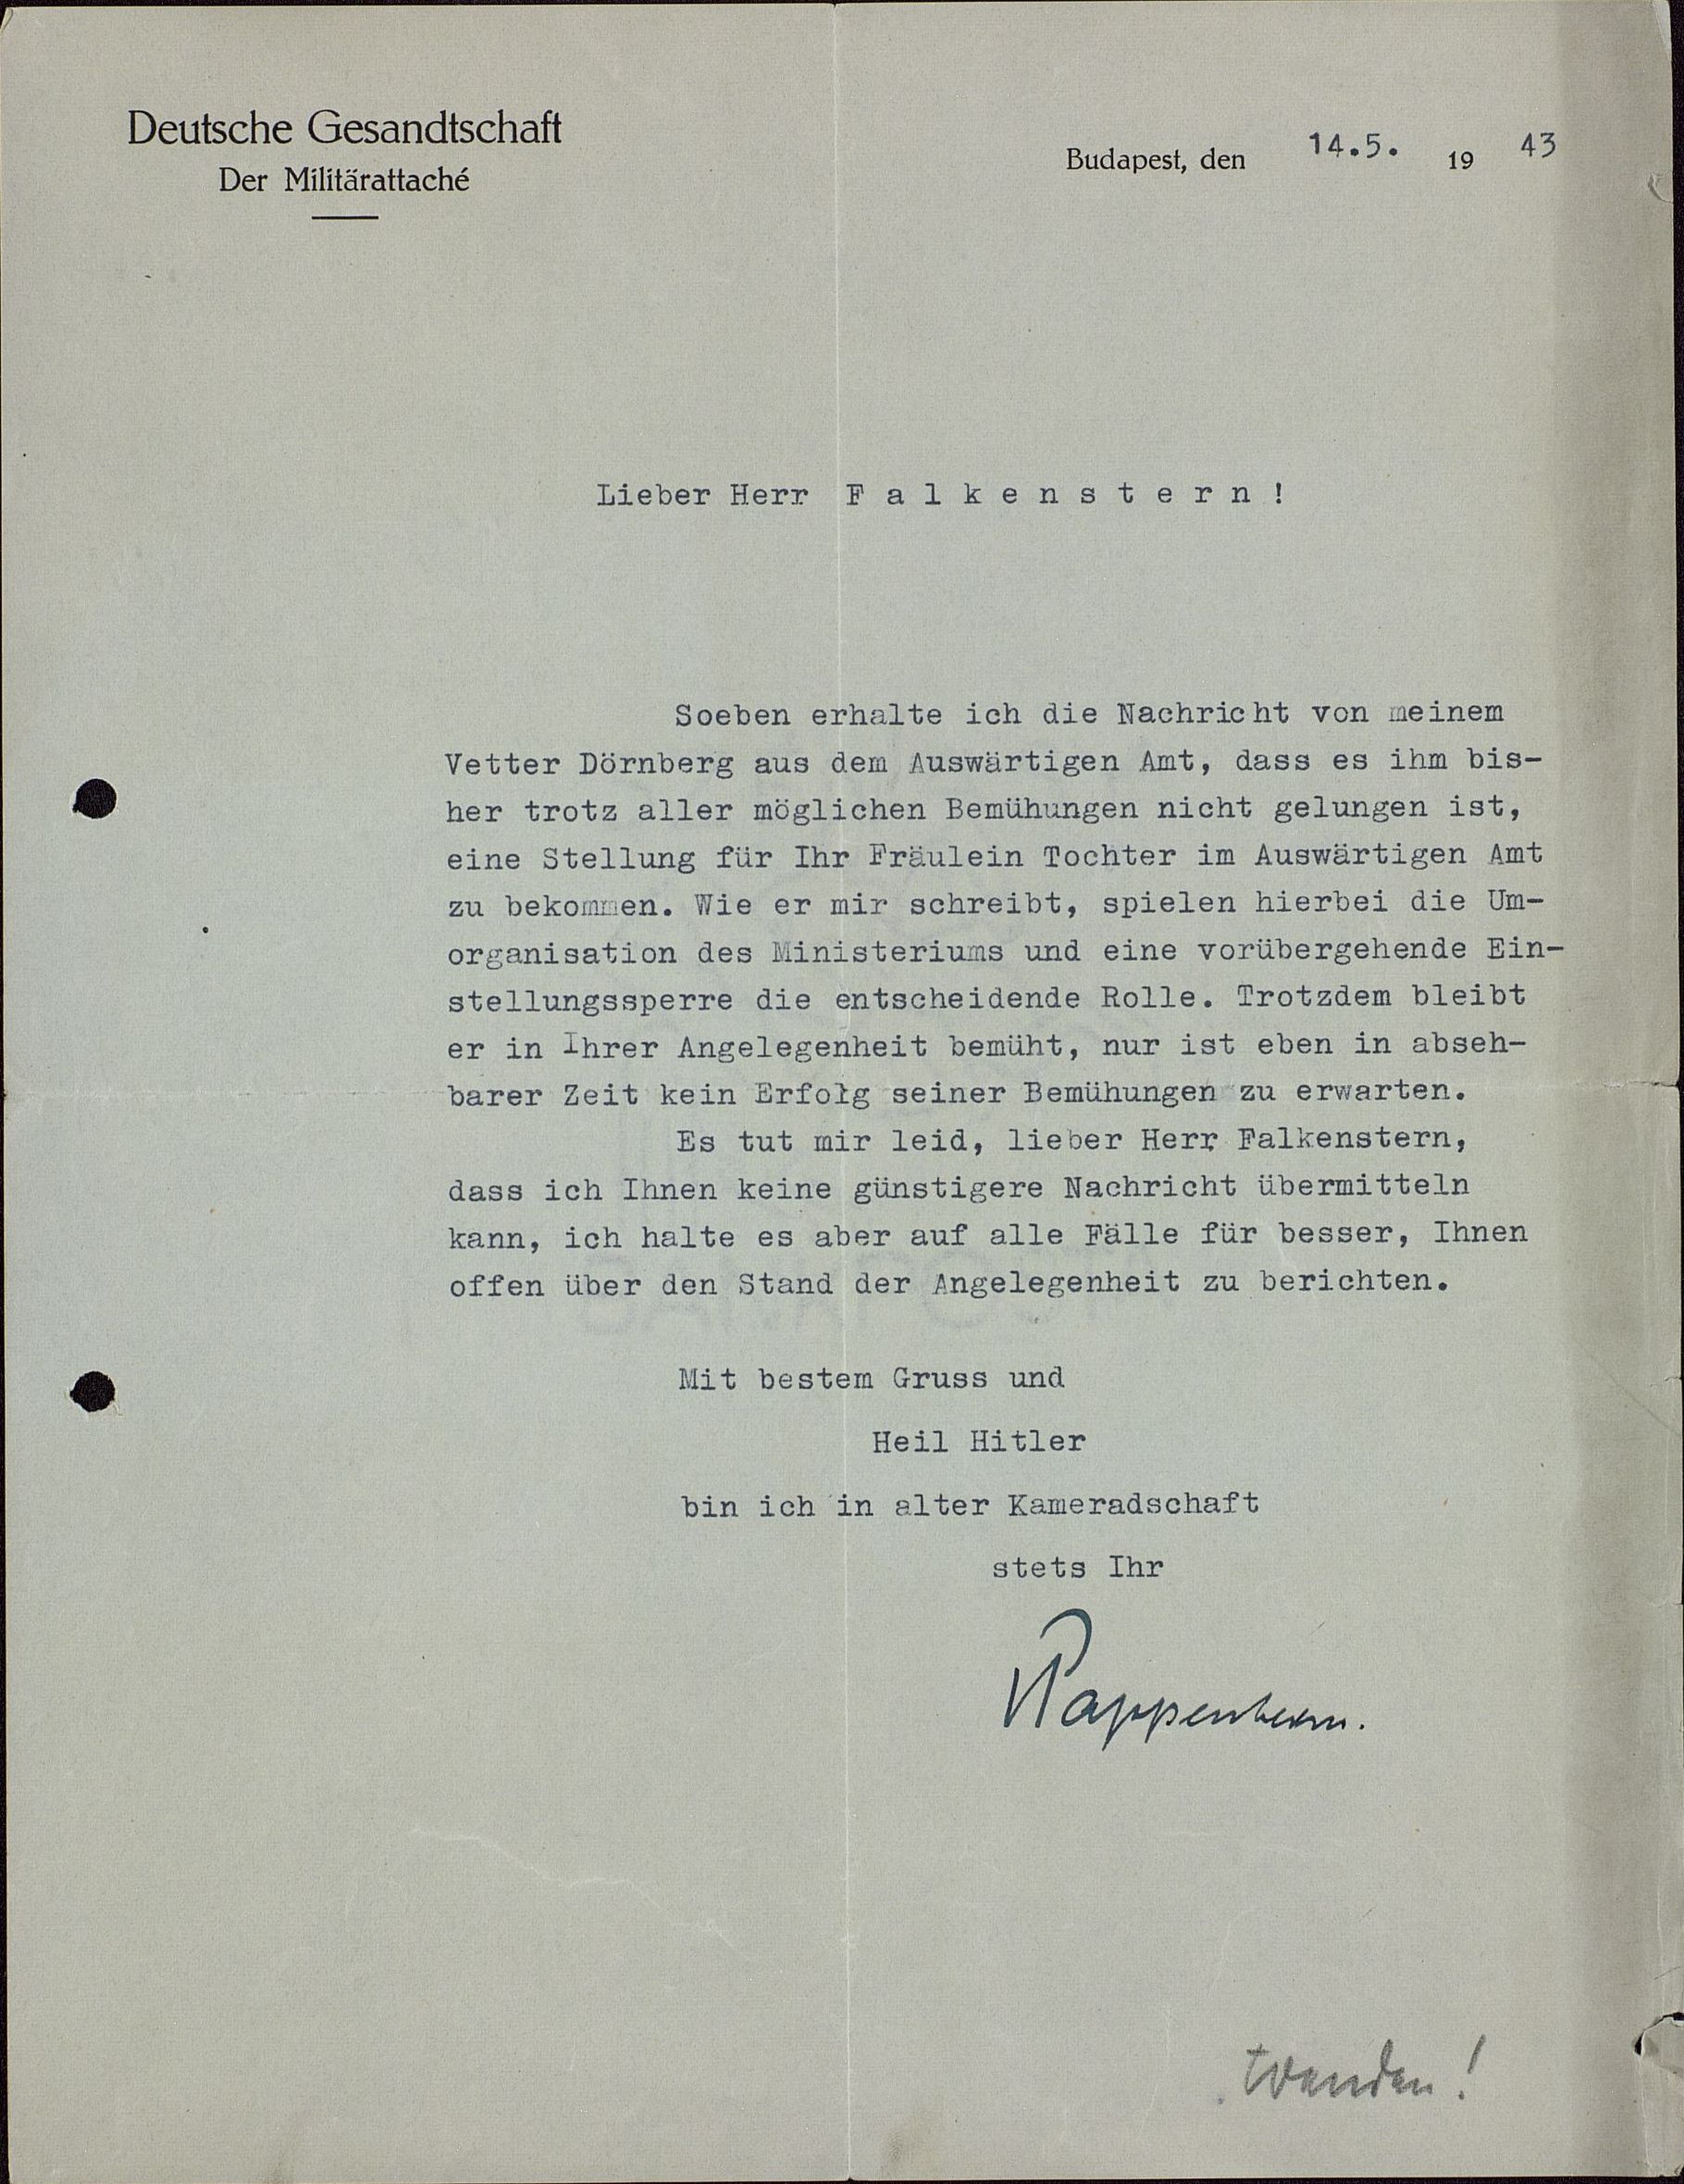 Deutsche Gesandtschaft
Der Militärattaché
Budapest, den 14.5. 19 43
Lieber Herr F a l k e n s t e r n !
Soeben erhalte ich die Nachricht von meinem
Vetter Dörnberg aus dem Auswärtigen Amt, dass es ihm bis-
her trotz aller möglichen Bemühungen nicht gelungen ist,
eine Stellung für Ihr Fräulein Tochter im Auswärtigen Amt
zu bekommen. Wie er mir schreibt, spielen hierbei die Um-
organisation des Ministeriums und eine vorübergehende Ein-
stellungssperre die entscheidende Rolle. Trotzdem bleibt
er in Ihrer Angelegenheit bemüht, nur ist eben in abseh-
barer Zeit kein Erfolg seiner Bemühungen zu erwarten.
Es tut mir leid, lieber Herr Falkenstern,
dass ich Ihnen keine günstigere Nachricht übermitteln
kann, ich halte es aber auf alle Fälle für besser, Ihnen
offen über den Stand der Angelegenheit zu berichten.
Mit bestem Gruss und
Heil Hitler
bin ich in alter Kameradschaft
stets Ihr
Pappenheim.
wenden!